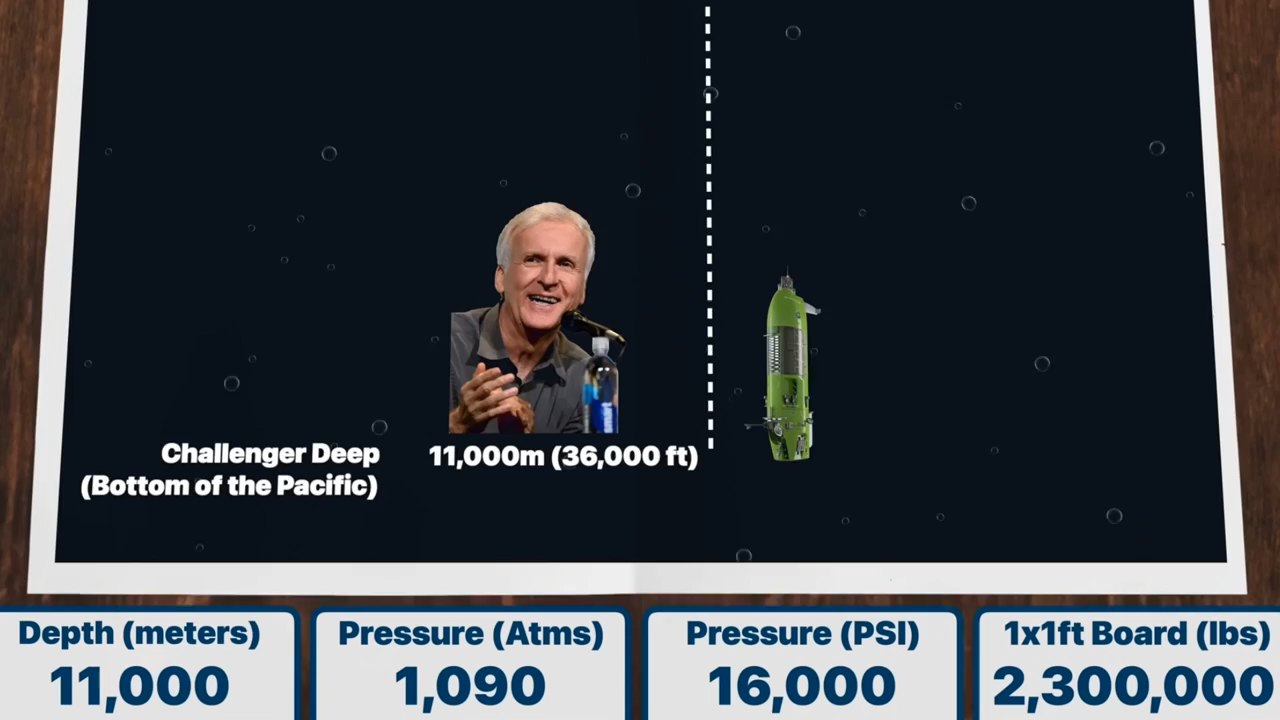 Challenger Deep
(Bottom of the Pacific)
11,000m (36,000 ft)
smart
Depth (meters)
11,000
Pressure (Atms)
1,090
Pressure (PSI)
16,000
1x1ft Board (lbs)
2,300,000